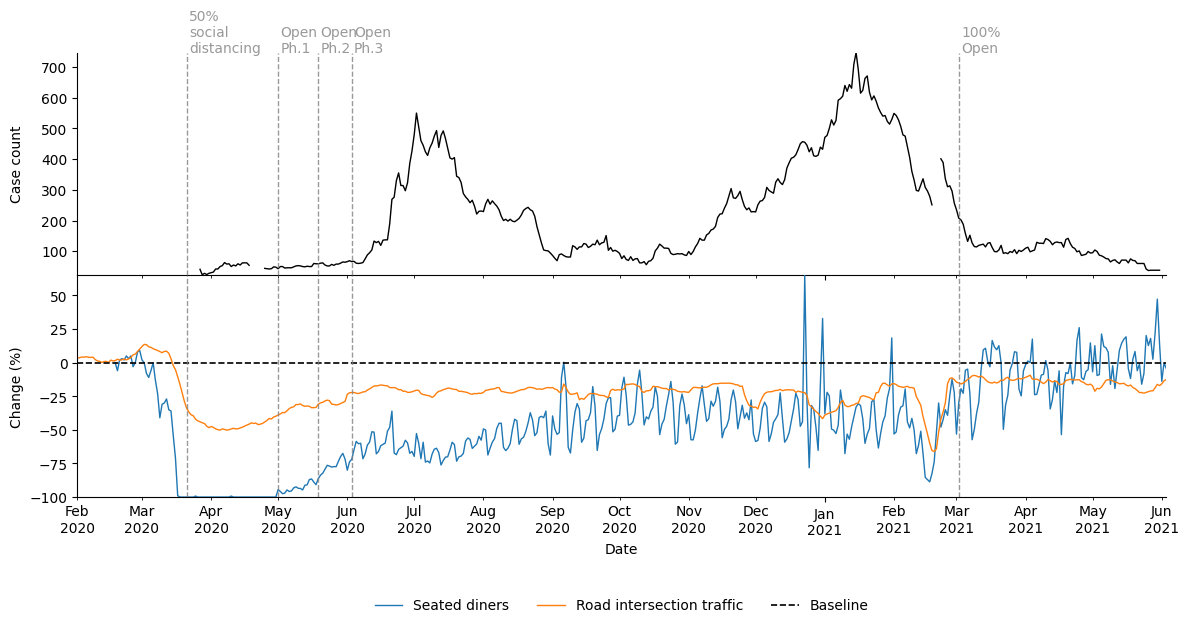 50%
social
distancing
Open
Ph.1
Open
Ph.2
Open
Ph.3
100%
Open
700
600
500
400
300
200
100
Case count
50
25
0
−25
−50
−75
−100
Change (%)
Feb
2020
Mar
2020
Apr
2020
May
2020
Jun
2020
Jul
2020
Aug
2020
Sep
2020
Oct
2020
Nov
2020
Dec
2020
Jan
2021
Feb
2021
Mar
2021
Apr
2021
May
2021
Jun
2021
Date
Seated diners
Road intersection traffic
Baseline